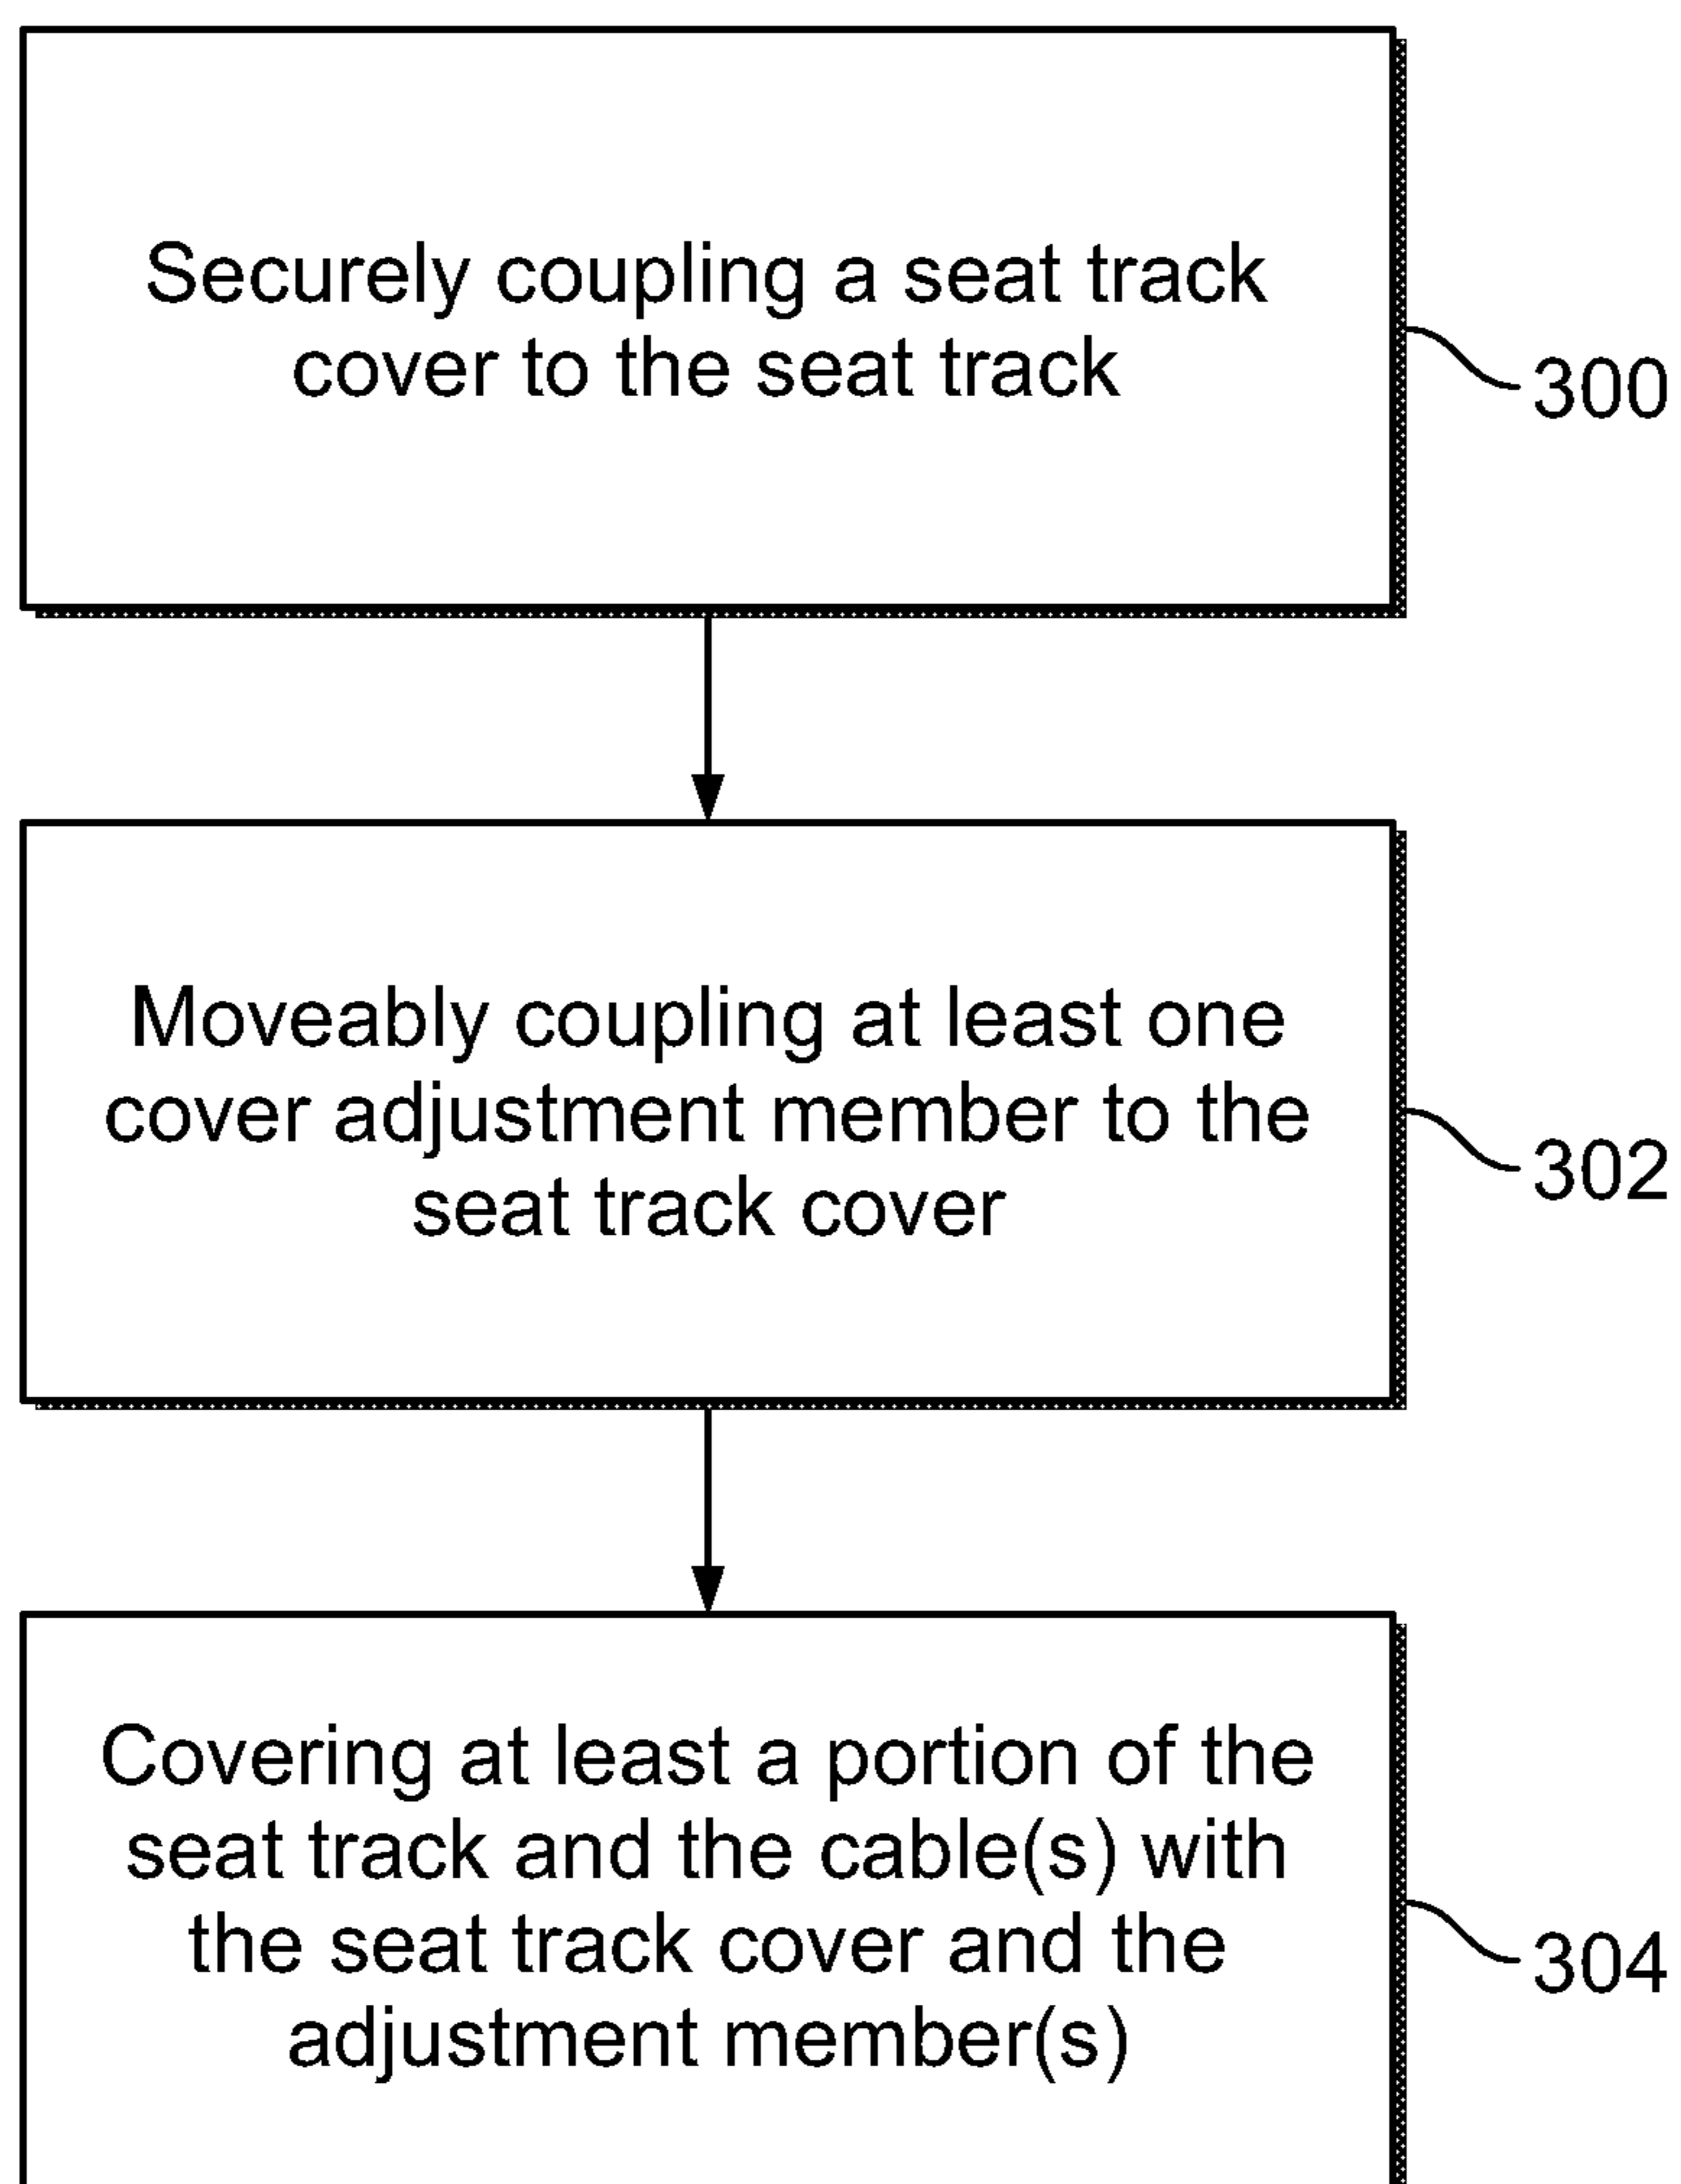 Securely coupling a seat track
cover to the seat track
300
Moveably coupling at least one
cover adjustment member to the
seat track cover
302
Covering at least a portion of the
seat track and the cable(s) with
the seat track cover and the
adjustment member(s)
304